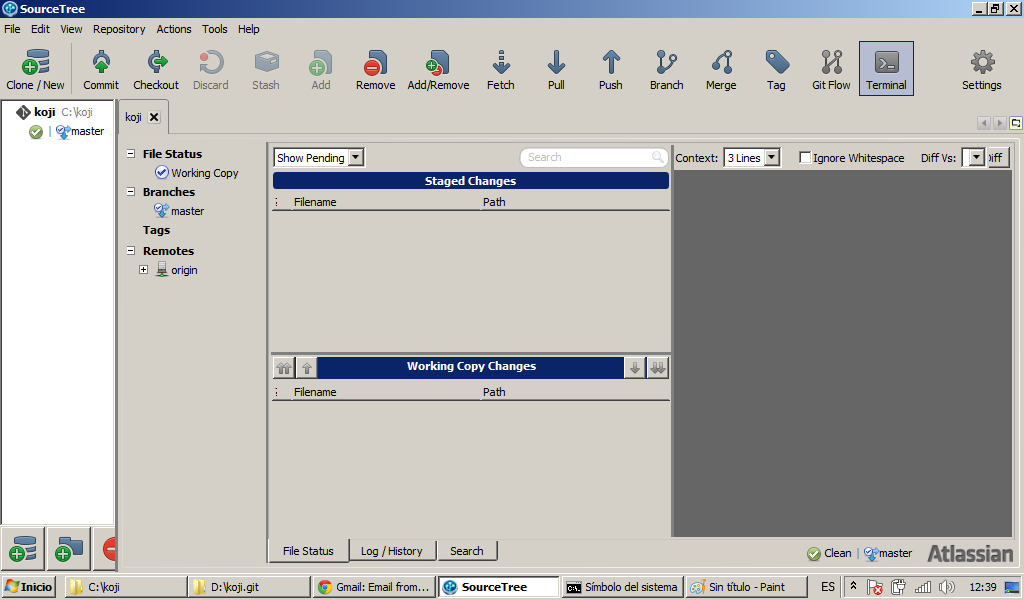 SourceTree
File Edit View Repository Actions Tools Help
Clone / New Commit Checkout Discard Stash Add Remove Add/Remove Fetch Pull Push Branch Merge Tag Git Flow Terminal Settings
koji C:\koji
master
koji
File Status
Working Copy
Branches
master
Tags
Remotes
origin
Show Pending Search
Staged Changes
Filename Path
Working Copy Changes
Filename Path
Context: 3 Lines Ignore Whitespace Diff Vs: Diff
File Status Log / History Search
Clean master Atlassian
Inicio C:\koji D:\koji.git Gmail: Email from... SourceTree Símbolo del sistema Sin título - Paint ES 12:39